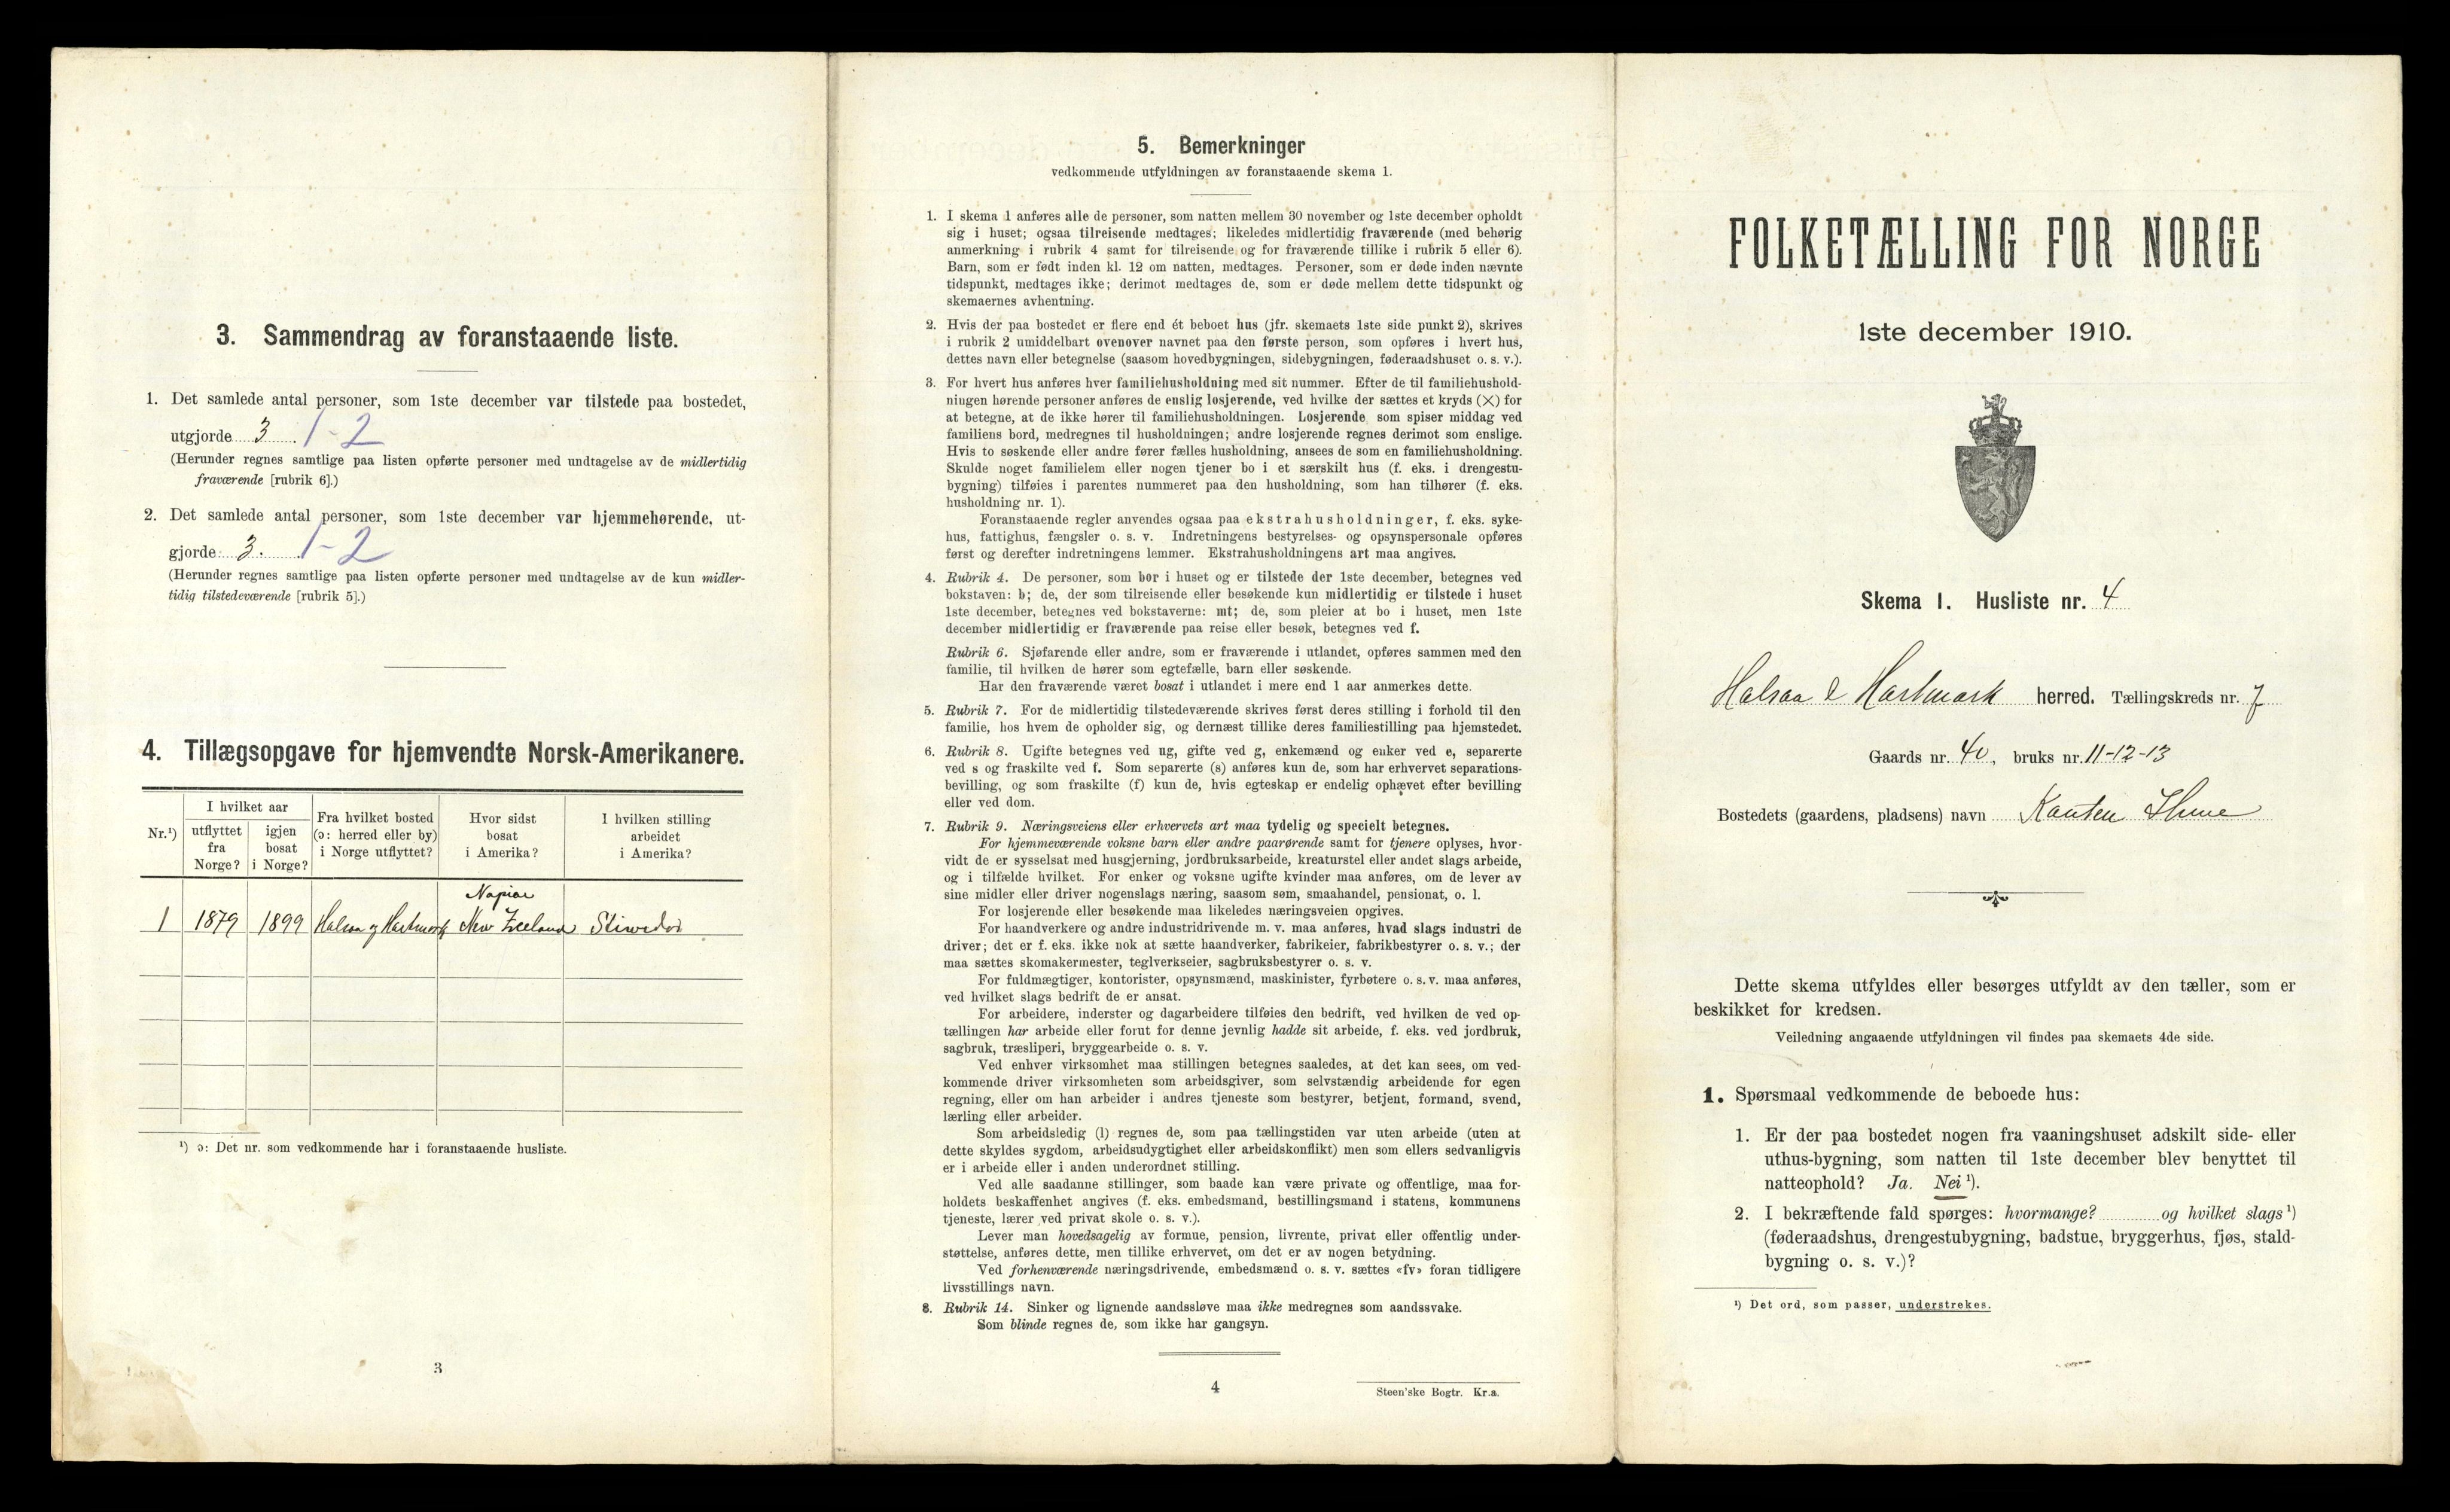 3. Sammendrag av foranstaaende liste.
1. Det samlede antal personer, som 1ste december var tilstede paa bostedet,
utgjorde 3 . 1-2
(Herunder regnes samtlige paa listen opførte personer med undtagelse av de midlertidig
fraværende [rubrik 6].)
2. Det samlede antal personer, som 1ste december var hjemmehørende, ut-
gjorde 3. 1-2
(Herunder regnes samtlige paa listen opførte personer med undtagelse av de kun midler-
tidig tilstedeværende [rubrik 5].)
4. Tillægsopgave for hjemvendte Norsk-Amerikanere.
Nr.¹)
I hvilket aar
utflyttet
fra
Norge?
igjen
bosat
i Norge?
Fra hvilket bosted
(ɔ: herred eller by)
i Norge utflyttet?
Hvor sidst
bosat
i Amerika?
I hvilken stilling
arbeidet
i Amerika?
Napiar
1 1879 1899 Halsaa og Hartmark New Zeeland
¹) ɔ: Det nr. som vedkommende har i foranstaaende husliste.
3
5. Bemerkninger
vedkommende utfyldningen av foranstaaende skema 1.
1. I skema 1 anføres alle de personer, som natten mellem 30 november og 1ste december opholdt
sig i huset; ogsaa tilreisende medtages; likeledes midlertidig fraværende (med behørig
anmerkning i rubrik 4 samt for tilreisende og for fraværende tillike i rubrik 5 eller 6).
Barn, som er født inden kl. 12 om natten, medtages. Personer, som er døde inden nævnte
tidspunkt, medtages ikke; derimot medtages de, som er døde mellem dette tidspunkt og
skemaernes avhentning.
2. Hvis der paa bostedet er flere end ét beboet hus (jfr. skemaets 1ste side punkt 2), skrives
i rubrik 2 umiddelbart ovenover navnet paa den første person, som opføres i hvert hus,
dettes navn eller betegnelse (saasom hovedbygningen, sidebygningen, føderaadshuset o. s. v.).
3. For hvert hus anføres hver familiehusholdning med sit nummer. Efter de til familiehushold-
ningen hørende personer anføres de enslig losjerende, ved hvilke der sættes et kryds (×) for
at betegne, at de ikke hører til familiehusholdningen. Losjerende som spiser middag ved
familiens bord, medregnes til husholdningen; andre losjerende regnes derimot som enslige.
Hvis to søskende eller andre fører fælles husholdning, ansees de som en familiehusholdning.
Skulde noget familielem eller nogen tjener bo i et særskilt hus (f. eks. i drengestu-
bygning) tilføies i parentes nummeret paa den husholdning, som han tilhører (f. eks.
husholdning nr. 1).
Foranstaaende regler anvendes ogsaa paa ekstrahusholdninger, f. eks. syke-
hus, fattighus, fængsler o. s. v. Indretningens bestyrelses- og opsynspersonale opføres
først og derefter indretningens lemmer. Ekstrahusholdningens art maa angives.
4. Rubrik 4. De personer, som bor i huset og er tilstede der 1ste december, betegnes ved
bokstaven: b; de, der som tilreisende eller besøkende kun midlertidig er tilstede i huset
1ste december, betegnes ved bokstaverne: mt; de, som pleier at bo i huset, men 1ste
december midlertidig er fraværende paa reise eller besøk, betegnes ved f.
Rubrik 6. Sjøfarende eller andre, som er fraværende i utlandet, opføres sammen med den
familie, til hvilken de hører som egtefælle, barn eller søskende.
Har den fraværende været bosat i utlandet i mere end 1 aar anmerkes dette.
5. Rubrik 7. For de midlertidig tilstedeværende skrives først deres stilling i forhold til den
familie, hos hvem de opholder sig, og dernæst tillike deres familiestilling paa hjemstedet.
6. Rubrik 8. Ugifte betegnes ved ug, gifte ved g, enkemænd og enker ved e, separerte
ved s og fraskilte ved f. Som separerte (s) anføres kun de, som har erhvervet separations-
bevilling, og som fraskilte (f) kun de, hvis egteskap er endelig ophævet efter bevilling
eller ved dom.
7. Rubrik 9. Næringsveiens eller erhvervets art maa tydelig og specielt betegnes.
For hjemmeværende voksne barn eller andre paarørende samt for tjenere oplyses, hvor-
vidt de er sysselsat med husgjerning, jordbruksarbeide, kreaturstel eller andet slags arbeide,
og i tilfælde hvilket. For enker og voksne ugifte kvinder maa anføres, om de lever av
sine midler eller driver nogenslags næring, saasom søm, smaahandel, pensionat, o. l.
For losjerende eller besøkende maa likeledes næringsveien opgives.
For haandverkere og andre industridrivende m. v. maa anføres, hvad slags industri de
driver; det er f. eks. ikke nok at sætte haandverker, fabrikeier, fabrikbestyrer o. s. v.; der
maa sættes skomakermester, teglverkseier, sagbruksbestyrer o. s. v.
For fuldmægtiger, kontorister, opsynsmænd, maskinister, fyrbøtere o. s. v. maa anføres,
ved hvilket slags bedrift de er ansat.
For arbeidere, inderster og dagarbeidere tilføies den bedrift, ved hvilken de ved op-
tællingen har arbeide eller forut for denne jevnlig hadde sit arbeide, f. eks. ved jordbruk,
sagbruk, træsliperi, bryggearbeide o. s. v.
Ved enhver virksomhet maa stillingen betegnes saaledes, at det kan sees, om ved-
kommende driver virksomheten som arbeidsgiver, som selvstændig arbeidende for egen
regning, eller om han arbeider i andres tjeneste som bestyrer, betjent, formand, svend,
lærling eller arbeider.
Som arbeidsledig (l) regnes de, som paa tællingstiden var uten arbeide (uten at
dette skyldes sygdom, arbeidsudygtighet eller arbeidskonflikt) men som ellers sedvanligvis
er i arbeide eller i anden underordnet stilling.
Ved alle saadanne stillinger, som baade kan være private og offentlige, maa for-
holdets beskaffenhet angives (f. eks. embedsmand, bestillingsmand i statens, kommunens
tjeneste, lærer ved privat skole o. s. v.).
Lever man hovedsagelig av formue, pension, livrente, privat eller offentlig under-
støttelse, anføres dette, men tillike erhvervet, om det er av nogen betydning.
Ved forhenværende næringsdrivende, embedsmænd o. s. v. sættes «fv» foran tidligere
livsstillings navn.
8. Rubrik 14. Sinker og lignende aandssløve maa ikke medregnes som aandssvake.
Som blinde regnes de, som ikke har gangsyn.
4
Steen'ske Bogtr. Kr.a.
FOLKETÆLLING FOR NORGE
1ste december 1910.
Skema 1. Husliste nr. 4
Halsaa & Hartmark herred. Tællingskreds nr. 7
Gaards nr. 40, bruks nr. 11-12-13
Bostedets (gaardens, pladsens) navn
Dette skema utfyldes eller besørges utfyldt av den tæller, som er
beskikket for kredsen.
Veiledning angaaende utfyldningen vil findes paa skemaets 4de side.
1. Spørsmaal vedkommende de beboede hus:
1. Er der paa bostedet nogen fra vaaningshuset adskilt side- eller
uthus-bygning, som natten til 1ste december blev benyttet til
natteophold? Ja. Nei ¹).
2. I bekræftende fald spørges: hvormange? og hvilket slags ¹)
(føderaadshus, drengestubygning, badstue, bryggerhus, fjøs, stald-
bygning o. s. v.)?
¹) Det ord, som passer, understrekes.